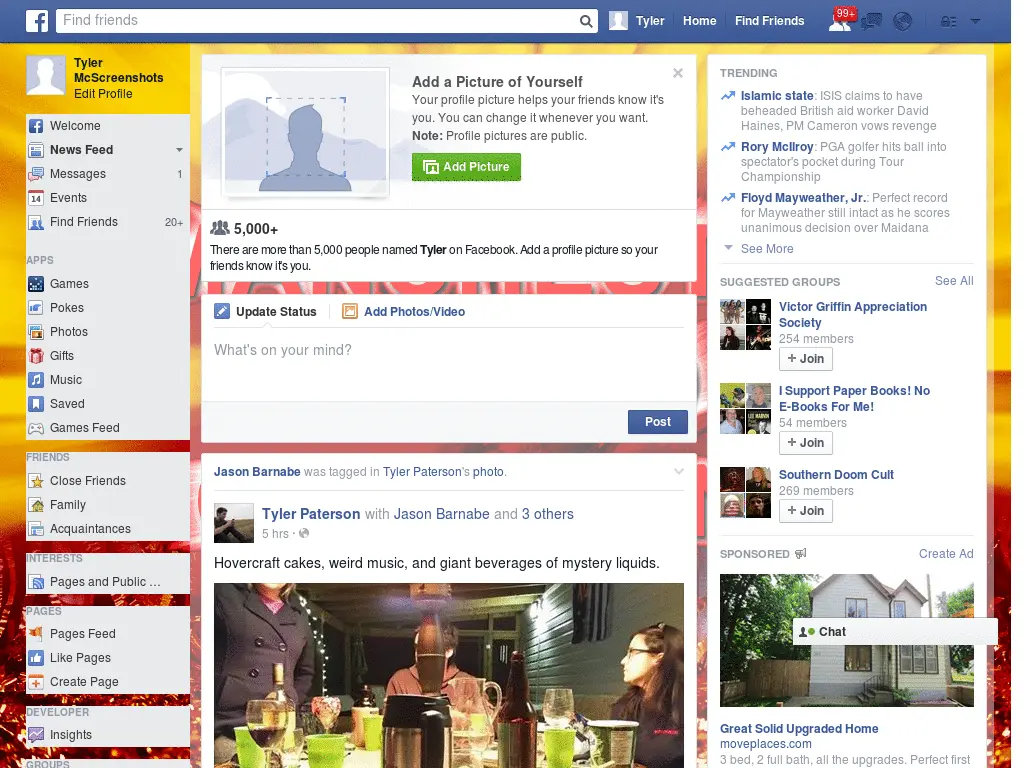 Find friends
Tyler
Home
Find Friends
99+
Tyler
McScreenshots
Edit Profile
Welcome
News Feed
Messages 1
14 Events
Find Friends 20+
APPS
Games
Pokes
Photos
Gifts
Music
Saved
Games Feed
FRIENDS
Close Friends
Family
Acquaintances
INTERESTS
Pages and Public ...
PAGES
Pages Feed
Like Pages
Create Page
DEVELOPER
Insights
GROUPS
Add a Picture of Yourself
Your profile picture helps your friends know it's
you. You can change it whenever you want.
Note: Profile pictures are public.
Add Picture
5,000+
There are more than 5,000 people named Tyler on Facebook. Add a profile picture so your
friends know it's you.
Update Status
Add Photos/Video
What's on your mind?
Post
Jason Barnabe was tagged in Tyler Paterson's photo.
Tyler Paterson with Jason Barnabe and 3 others
5 hrs ·
Hovercraft cakes, weird music, and giant beverages of mystery liquids.
TRENDING
Islamic state: ISIS claims to have
beheaded British aid worker David
Haines, PM Cameron vows revenge
Rory McIlroy: PGA golfer hits ball into
spectator's pocket during Tour
Championship
Floyd Mayweather, Jr.: Perfect record
for Mayweather still intact as he scores
unanimous decision over Maidana
See More
SUGGESTED GROUPS See All
Victor Griffin Appreciation
Society
254 members
+ Join
I Support Paper Books! No
E-Books For Me!
54 members
+ Join
Southern Doom Cult
269 members
+ Join
SPONSORED Create Ad
Chat
Great Solid Upgraded Home
moveplaces.com
3 bed, 2 full bath, all the upgrades. Perfect first